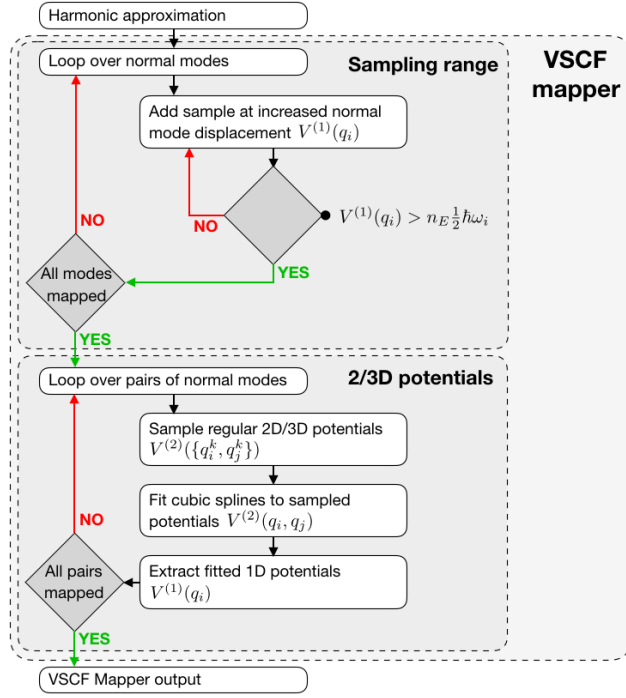 Harmonic approximation
VSCF
mapper
Loop over normal modes
Sampling range
Add sample at increased normal
mode displacement V^{(1)}(q_i)
V^{(1)}(q_i) > n_E \frac{1}{2} ħω_i
NO
YES
NO
All modes
mapped
YES
Loop over pairs of normal modes
2/3D potentials
Sample regular 2D/3D potentials
V^{(2)}({q_i^k, q_j^k})
Fit cubic splines to sampled
potentials V^{(2)}(q_i, q_j)
NO
All pairs
mapped
Extract fitted 1D potentials
V^{(1)}(q_i)
YES
VSCF Mapper output